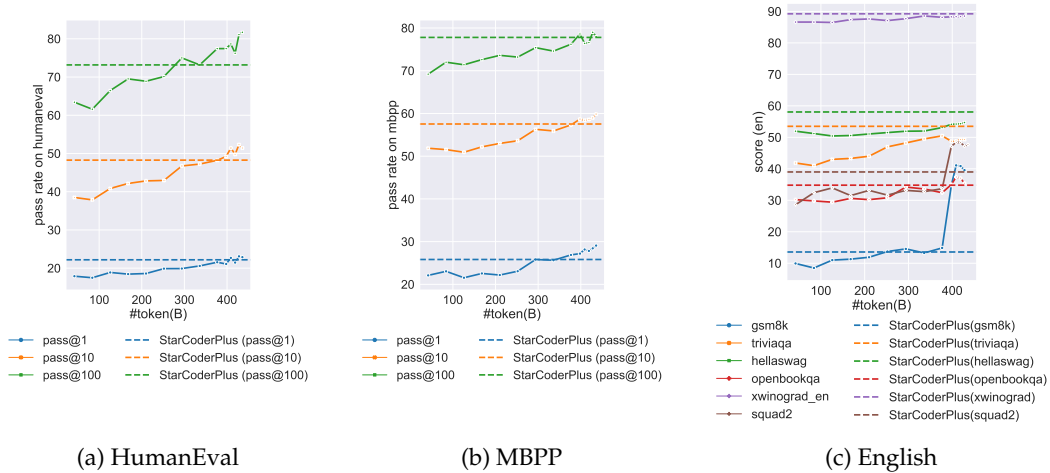 80
70
60
50
40
30
20
pass rate on humaneval
100 200 300 400
#token(B)
pass@1 StarCoderPlus (pass@1)
pass@10 StarCoderPlus (pass@10)
pass@100 StarCoderPlus (pass@100)
(a) HumanEval
80
70
60
50
40
30
20
pass rate on mbpp
100 200 300 400
#token(B)
pass@1 StarCoderPlus (pass@1)
pass@10 StarCoderPlus (pass@10)
pass@100 StarCoderPlus (pass@100)
(b) MBPP
90
80
70
60
50
40
30
20
10
score (en)
100 200 300 400
#token(B)
gsm8k StarCoderPlus(gsm8k)
triviaqa StarCoderPlus(triviaqa)
hellaswag StarCoderPlus(hellaswag)
openbookqa StarCoderPlus(openbookqa)
xwinograd_en StarCoderPlus(xwinograd)
squad2 StarCoderPlus(squad2)
(c) English